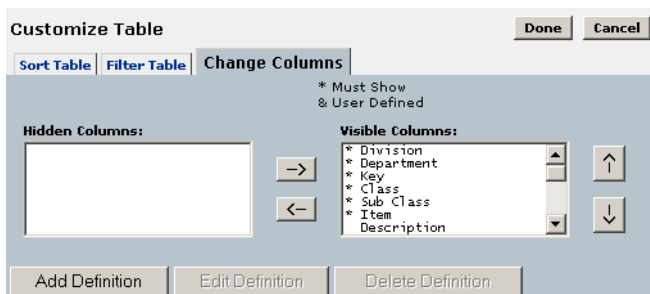 Customize Table
Done
Cancel
Sort Table
Filter Table
Change Columns
* Must Show
& User Defined
Hidden Columns:
Visible Columns:
* Division
* Department
* Key
* Class
* Sub Class
* Item
Description
-->
<--
Add Definition
Edit Definition
Delete Definition